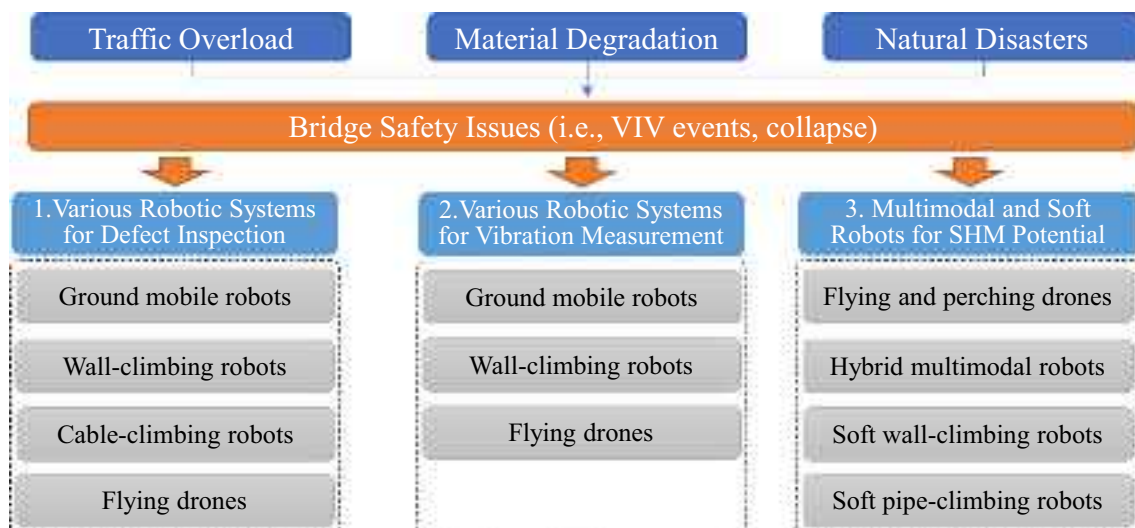 Traffic Overload
Material Degradation
Natural Disasters
Bridge Safety Issues (i.e., VIV events, collapse)
1.Various Robotic Systems
for Defect Inspection
Ground mobile robots
Wall-climbing robots
Cable-climbing robots
Flying drones
2.Various Robotic Systems
for Vibration Measurement
Ground mobile robots
Wall-climbing robots
Flying drones
3. Multimodal and Soft
Robots for SHM Potential
Flying and perching drones
Hybrid multimodal robots
Soft wall-climbing robots
Soft pipe-climbing robots